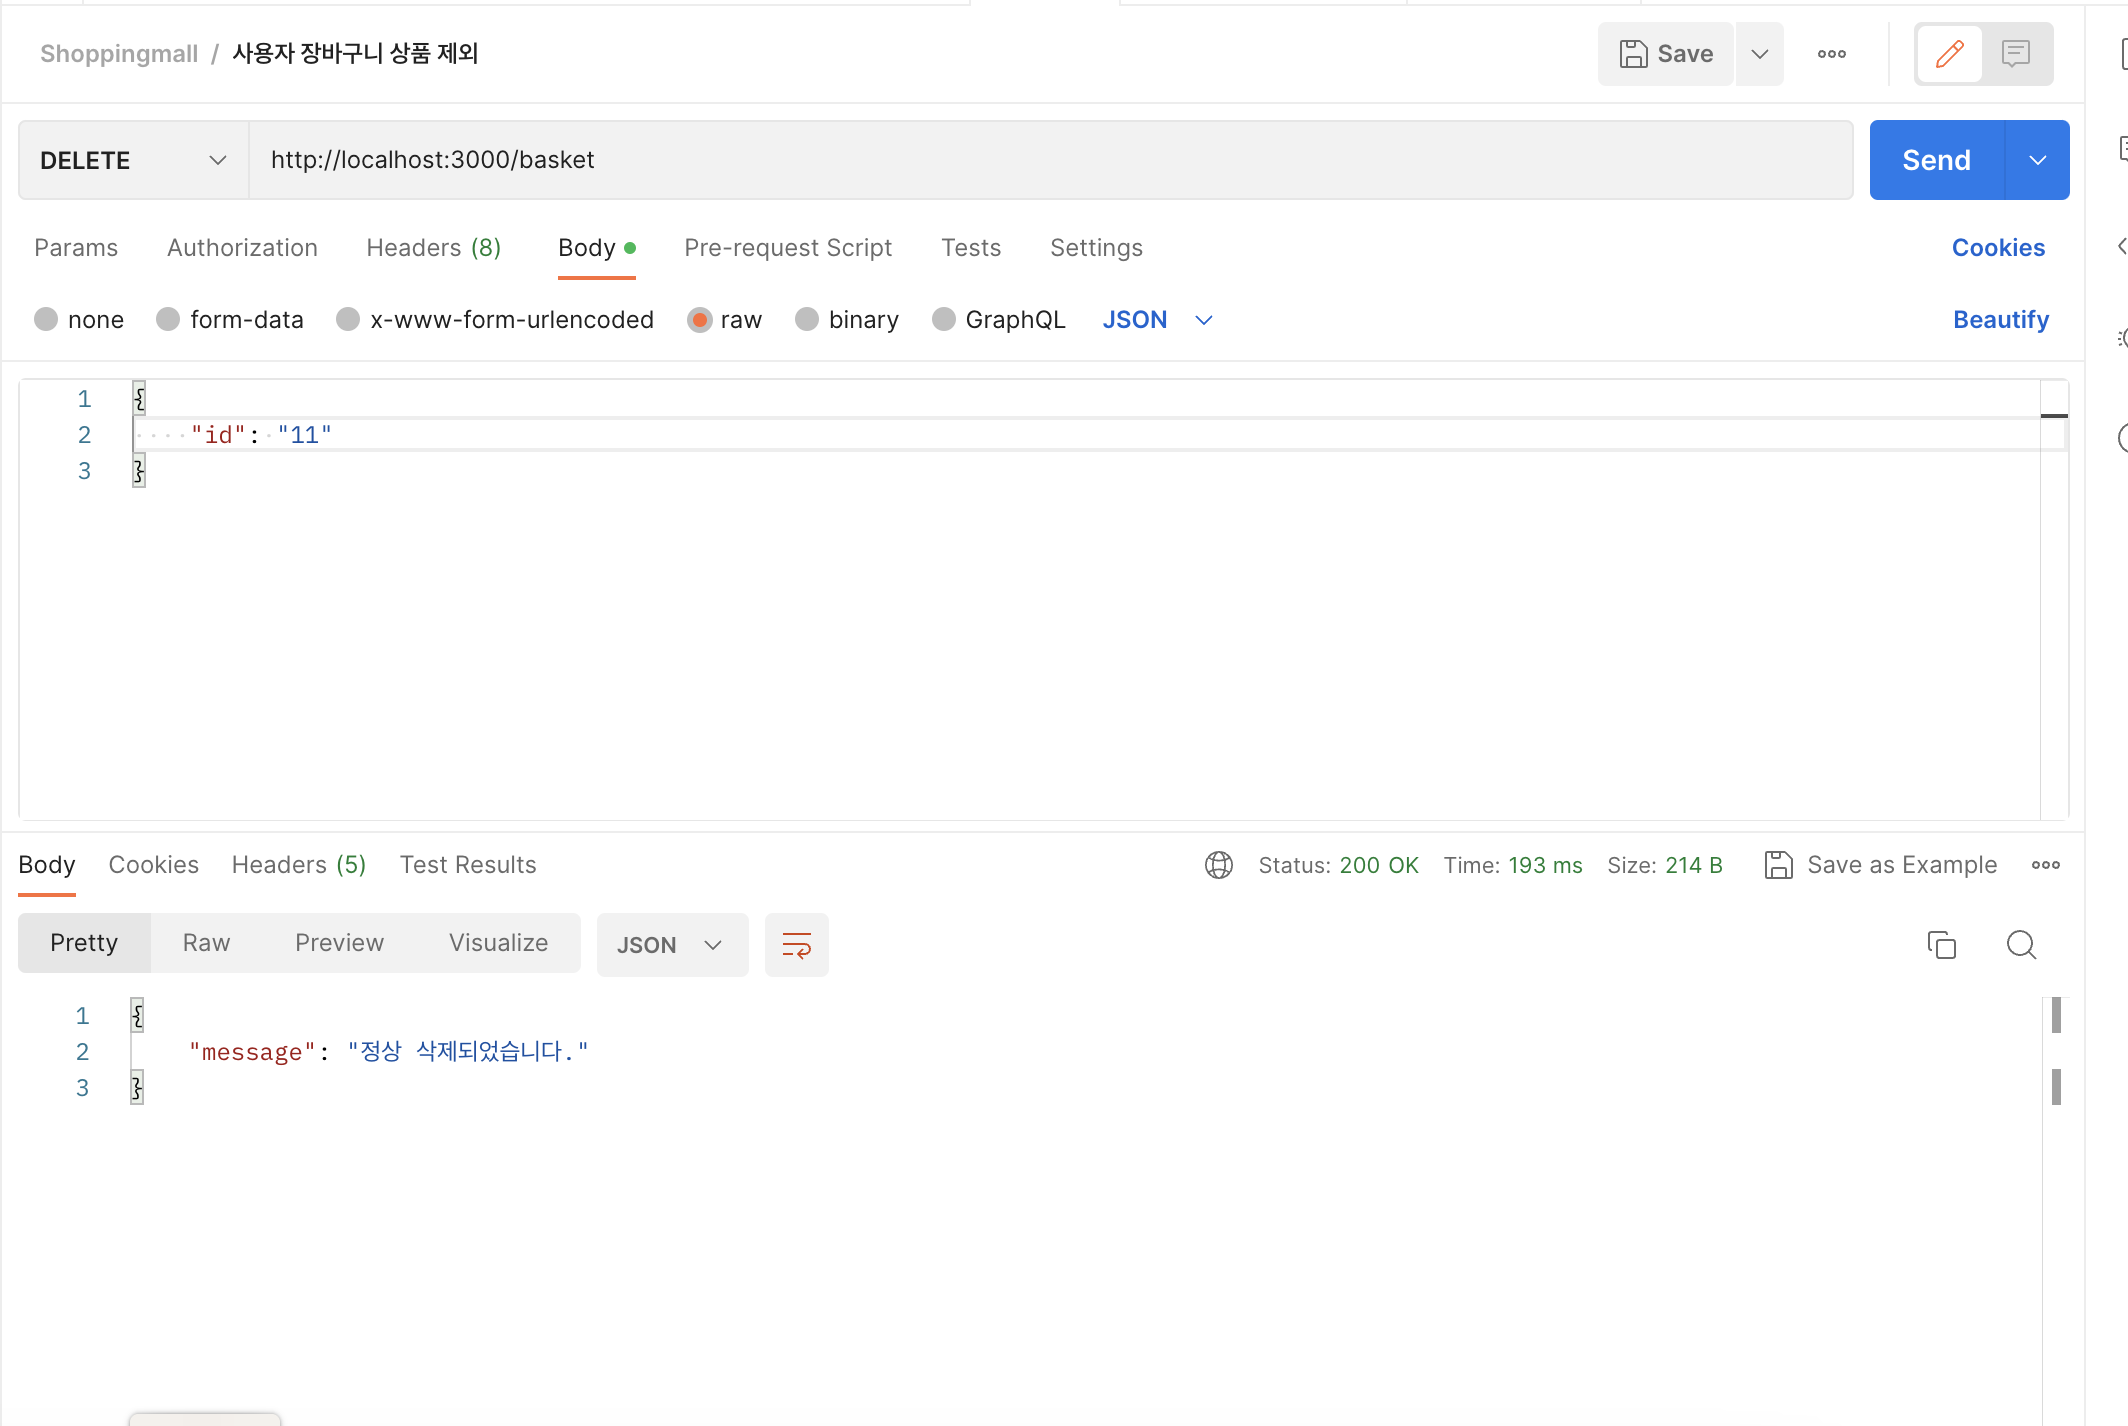 Shoppingmall / 사용자 장바구니 상품 제외
Save
DELETE
http://localhost:3000/basket
Send
Params
Authorization
Headers (8)
Body
Pre-request Script
Tests
Settings
Cookies
none
form-data
x-www-form-urlencoded
raw
binary
GraphQL
JSON
Beautify
1 {
2 ····"id":·"11"
3 }
Body
Cookies
Headers (5)
Test Results
Status: 200 OK
Time: 193 ms
Size: 214 B
Save as Example
Pretty
Raw
Preview
Visualize
JSON
1 {
2 "message": "정상 삭제되었습니다."
3 }